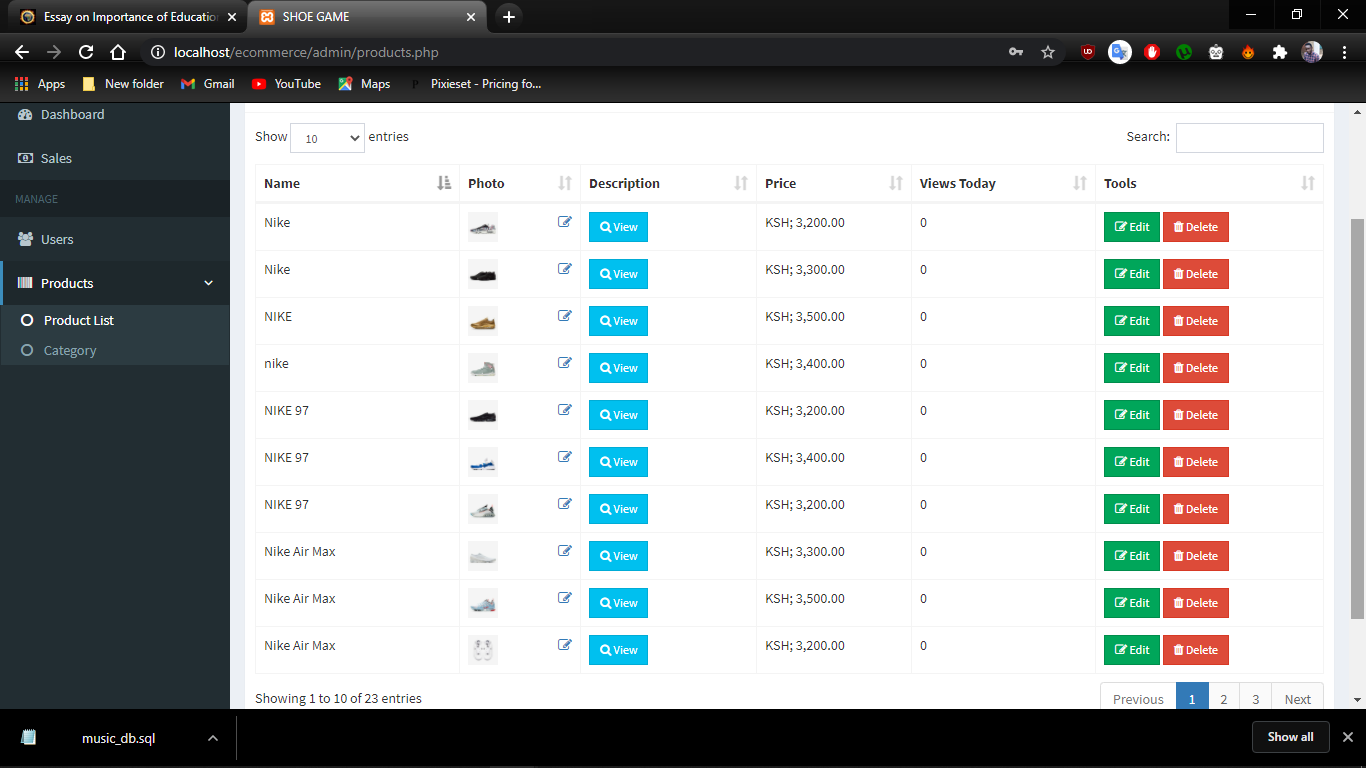 Essay on Importance of Educatio
SHOE GAME
localhost/ecommerce/admin/products.php
Apps New folder Gmail YouTube Maps Pixieset - Pricing fo...
Dashboard
Sales
MANAGE
Users
Products
Product List
Category
Show 10 entries Search:
Name Photo Description Price Views Today Tools
Nike View KSH; 3,200.00 0 Edit Delete
Nike View KSH; 3,300.00 0 Edit Delete
NIKE View KSH; 3,500.00 0 Edit Delete
nike View KSH; 3,400.00 0 Edit Delete
NIKE 97 View KSH; 3,200.00 0 Edit Delete
NIKE 97 View KSH; 3,400.00 0 Edit Delete
NIKE 97 View KSH; 3,200.00 0 Edit Delete
Nike Air Max View KSH; 3,300.00 0 Edit Delete
Nike Air Max View KSH; 3,500.00 0 Edit Delete
Nike Air Max View KSH; 3,200.00 0 Edit Delete
Showing 1 to 10 of 23 entries Previous 1 2 3 Next
music_db.sql Show all